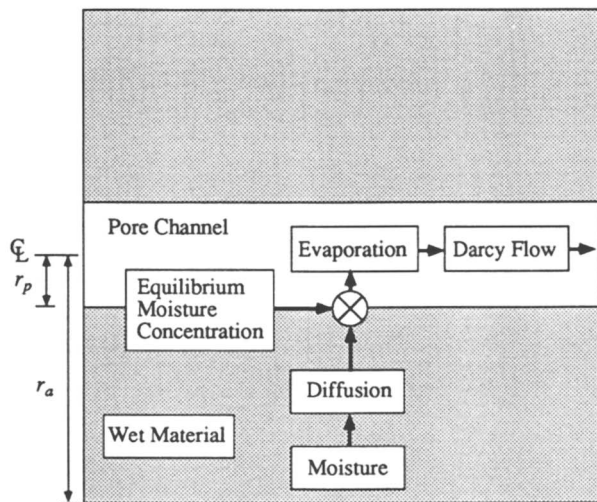 Pore Channel
℄
Evaporation
Darcy Flow
r_p
Equilibrium
Moisture
Concentration
r_a
Diffusion
Wet Material
Moisture